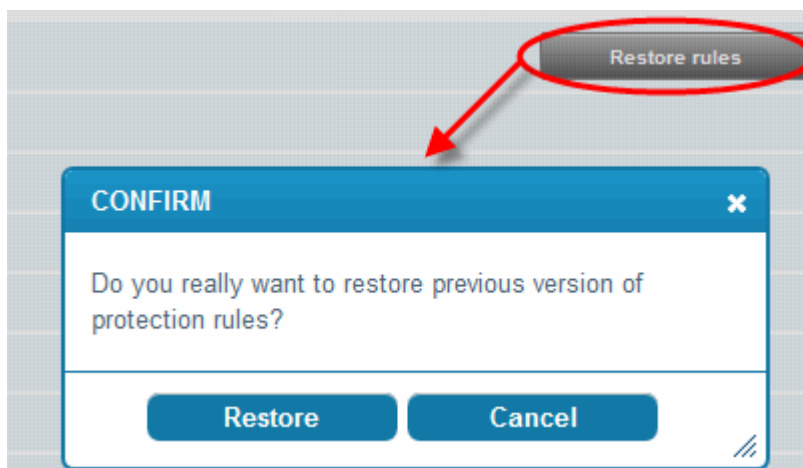 Restore rules
CONFIRM
Do you really want to restore previous version of
protection rules?
Restore
Cancel